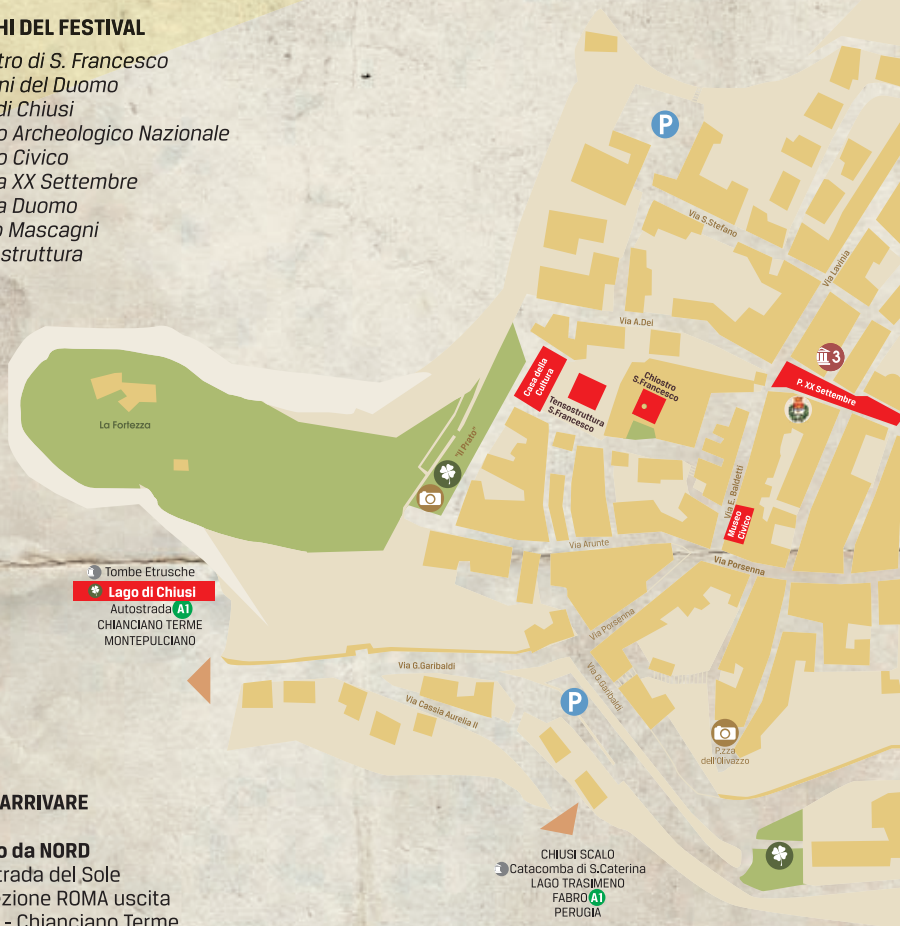 HI DEL FESTIVAL
tro di S. Francesco
ni del Duomo
di Chiusi
o Archeologico Nazionale
o Civico
a XX Settembre
a Duomo
o Mascagni
struttura
P
Via S.Stefano
Via Lavinia
Via A.Dei
3
P. XX Settembre
Casa della
Cultura
Tensostruttura
S.Francesco
Chiostro
S.Francesco
La Fortezza
"Il Prato"
Via E. Baldetti
Museo
Civico
Via Arunte
Via Porsenna
Tombe Etrusche
Lago di Chiusi
Autostrada A1
CHIANCIANO TERME
MONTEPULCIANO
Via Porsenna
Via G.Garibaldi
Via G.Garibaldi
Via Cassia Aurelia II
P
P.zza
dell'Olivazzo
ARRIVARE
o da NORD
trada del Sole
ezione ROMA uscita
- Chianciano Terme
CHIUSI SCALO
Catacomba di S.Caterina
LAGO TRASIMENO
FABRO A1
PERUGIA